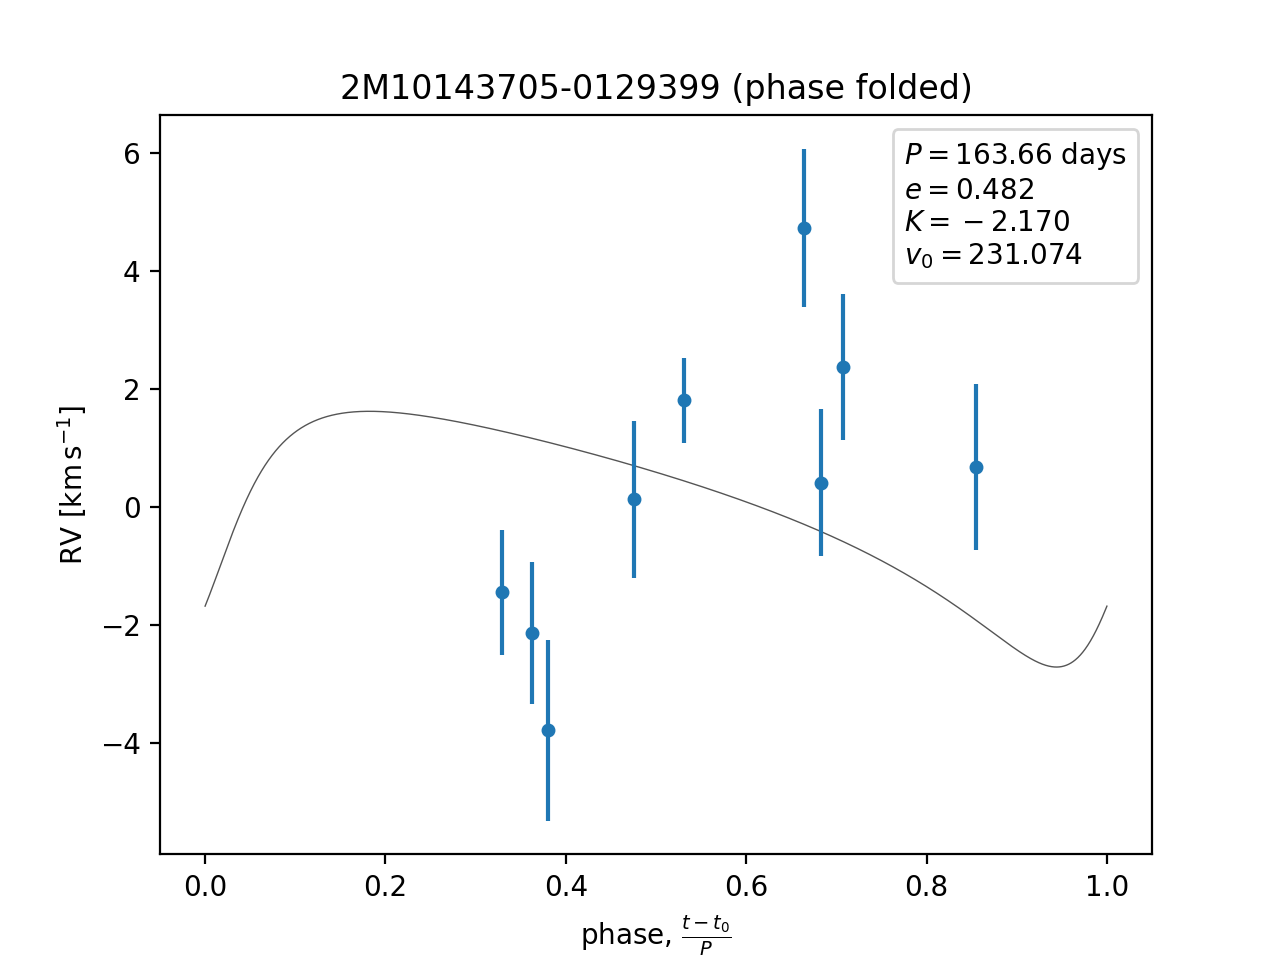 2M10143705-0129399 (phase folded)
P = 163.66 days
e = 0.482
K = −2.170
v₀ = 231.074
RV [km s⁻¹]
6
4
2
0
−2
−4
0.0 0.2 0.4 0.6 0.8 1.0
phase, (t − t₀)/P